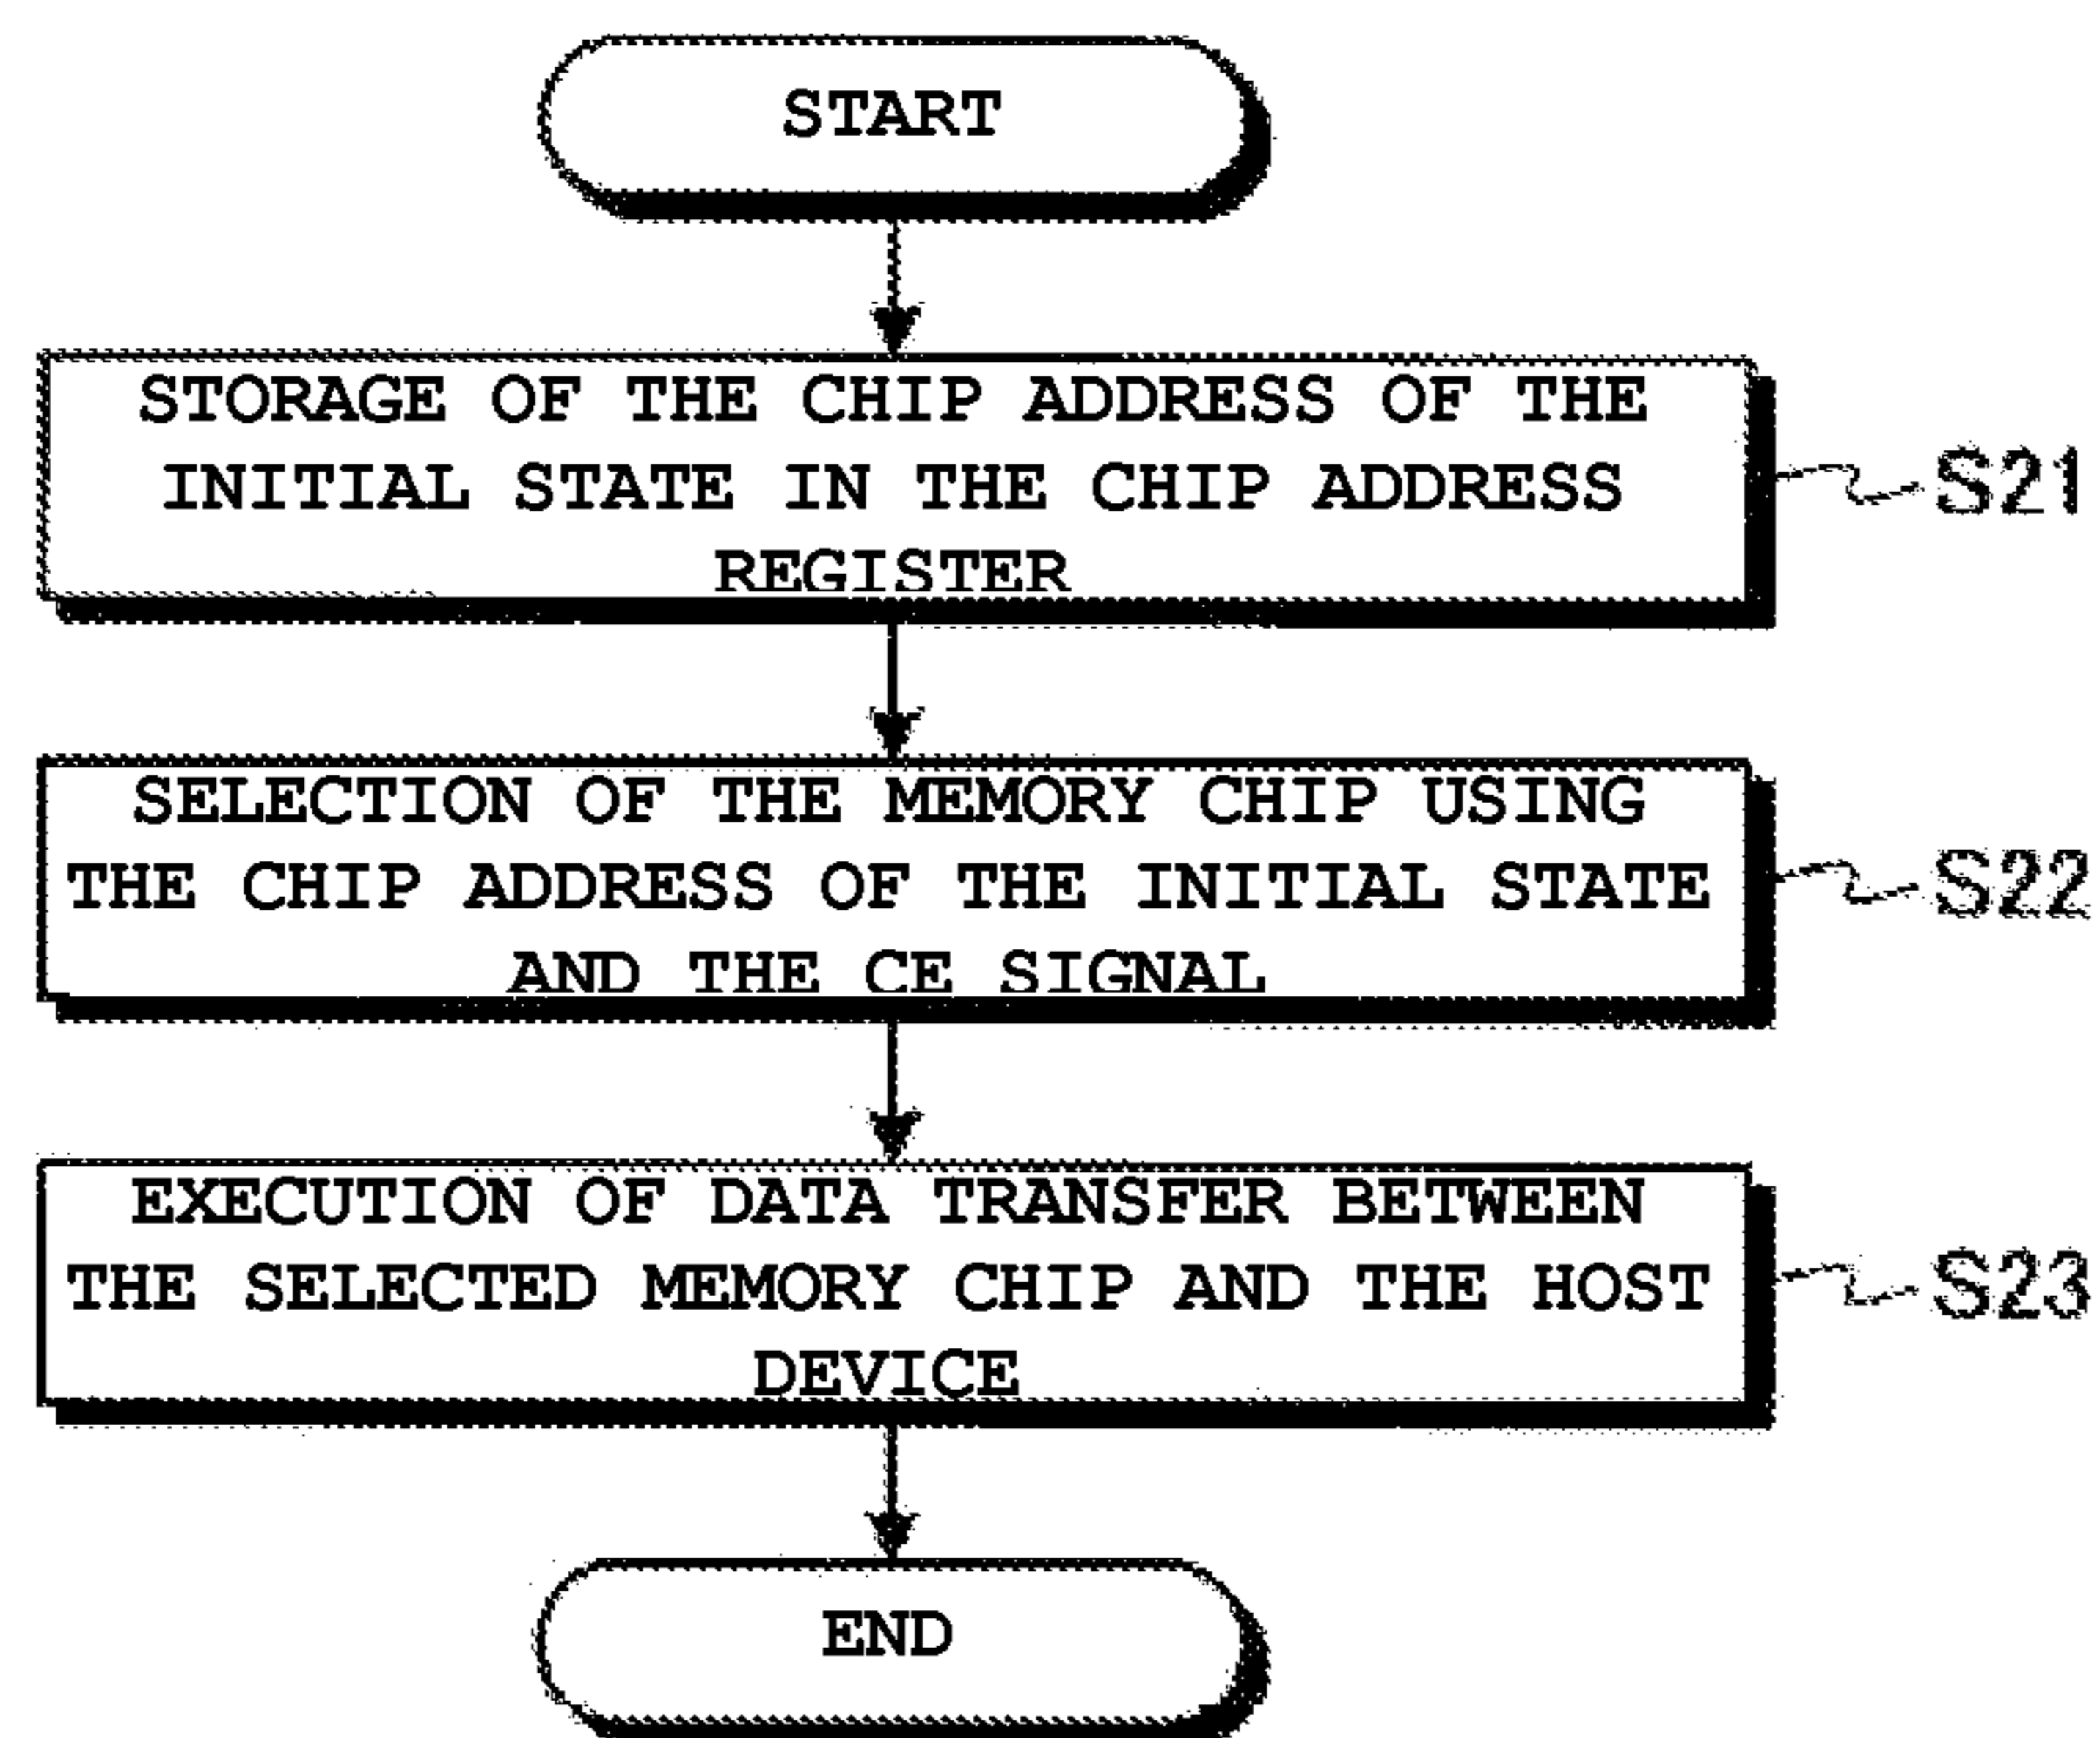 START
STORAGE OF THE CHIP ADDRESS OF THE
INITIAL STATE IN THE CHIP ADDRESS
REGISTER
S21
SELECTION OF THE MEMORY CHIP USING
THE CHIP ADDRESS OF THE INITIAL STATE
AND THE CE SIGNAL
S22
EXECUTION OF DATA TRANSFER BETWEEN
THE SELECTED MEMORY CHIP AND THE HOST
DEVICE
S23
END